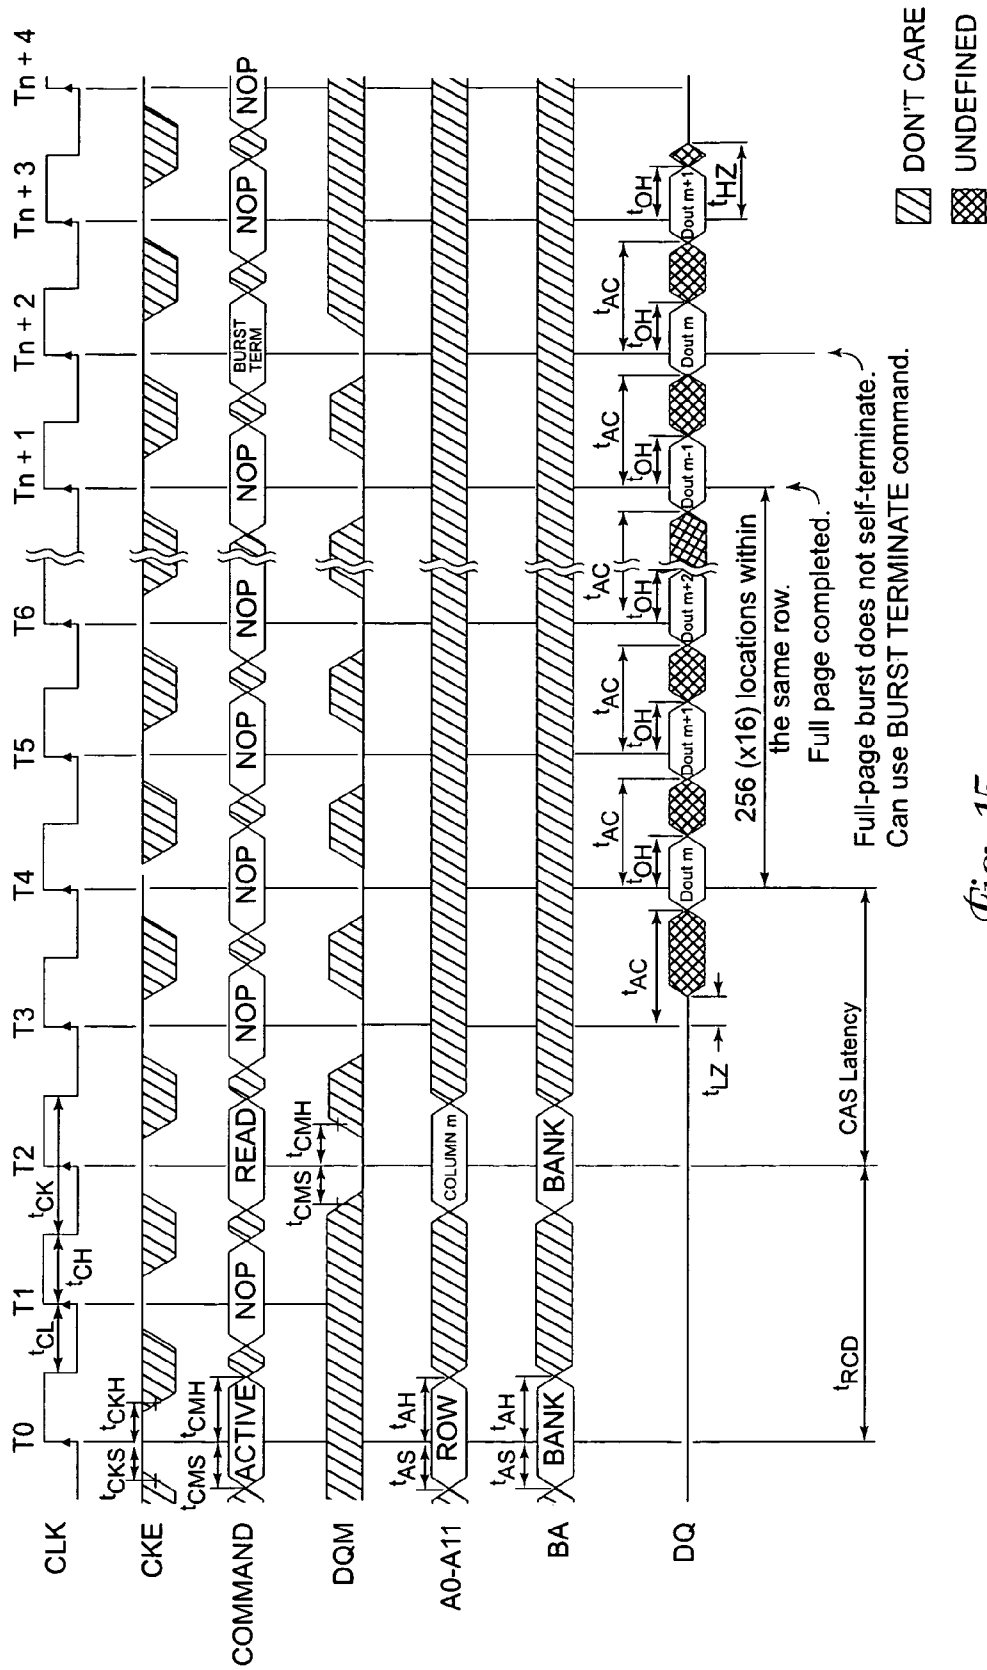 T0 T1 T2 T3 T4 T5 T6 Tn + 1 Tn + 2 Tn + 3 Tn + 4
CLK
tCL tCH tCK
CKE
tCKS tCKH
COMMAND
tCMS tCMH
ACTIVE NOP READ NOP NOP NOP NOP NOP BURST TERM NOP NOP
DQM
tCMS tCMH
A0-A11
tAS tAH
ROW COLUMN m
BA
tAS tAH
BANK BANK
DQ
tLZ tAC tAC tAC tAC tAC tAC
tOH tOH tOH tOH tOH tOH tHZ
Dout m Dout m+1 Dout m+2 Dout m-1 Dout m Dout m+1
256 (x16) locations within
the same row.
Full page completed.
Full-page burst does not self-terminate.
Can use BURST TERMINATE command.
tRCD CAS Latency
DON'T CARE
UNDEFINED
Fig. 15